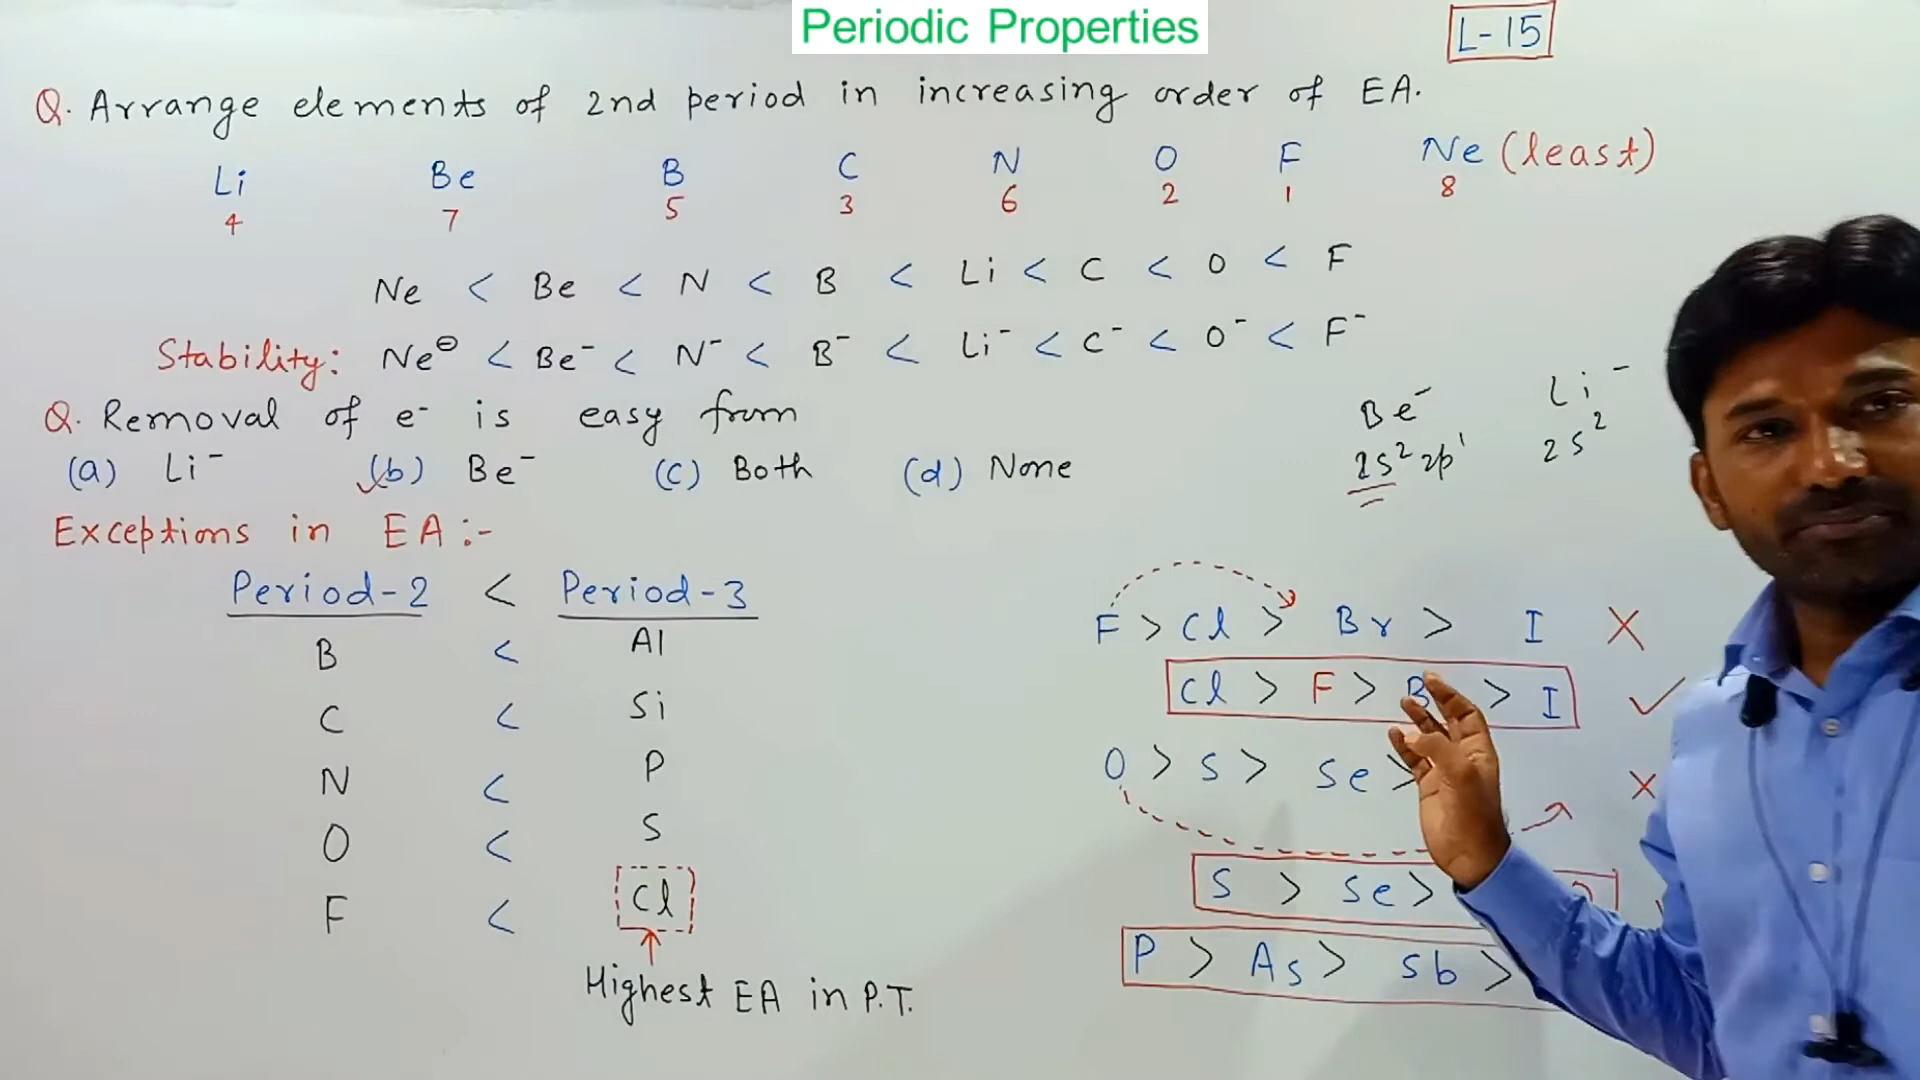 Periodic Properties
L-15
Q. Arrange elements of 2nd period in increasing order of EA.
Li Be B C N O F Ne (least)
4 7 5 3 6 2 1 8
Ne < Be < N < B < Li < C < O < F
Stability: Ne⊖ < Be⁻ < N⁻ < B⁻ < Li⁻ < C⁻ < O⁻ < F⁻
Q. Removal of e⁻ is easy from
(a) Li⁻ (b) Be⁻ (c) Both (d) None
Be⁻ Li⁻
2s² 2p¹ 2s²
Exceptions in EA :-
Period-2 < Period-3
B < Al
C < Si
N < P
O < S
F < Cl
Highest EA in P.T.
F > Cl > Br > I ×
Cl > F > B > I ✓
O > S > Se > ×
S > Se >
P > As > Sb >